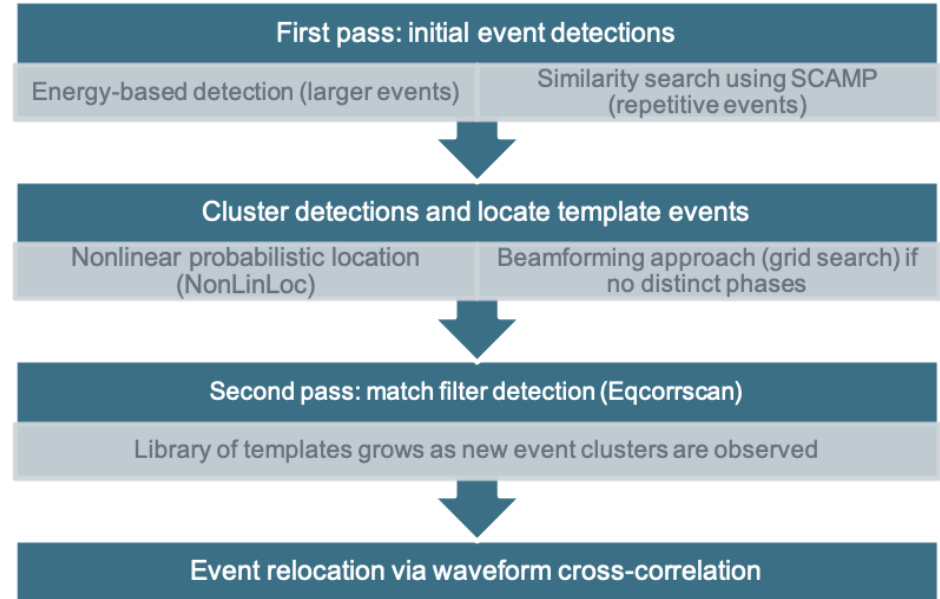 First pass: initial event detections
Energy-based detection (larger events)
Similarity search using SCAMP
(repetitive events)
Cluster detections and locate template events
Nonlinear probabilistic location
(NonLinLoc)
Beamforming approach (grid search) if
no distinct phases
Second pass: match filter detection (Eqcorrscan)
Library of templates grows as new event clusters are observed
Event relocation via waveform cross-correlation